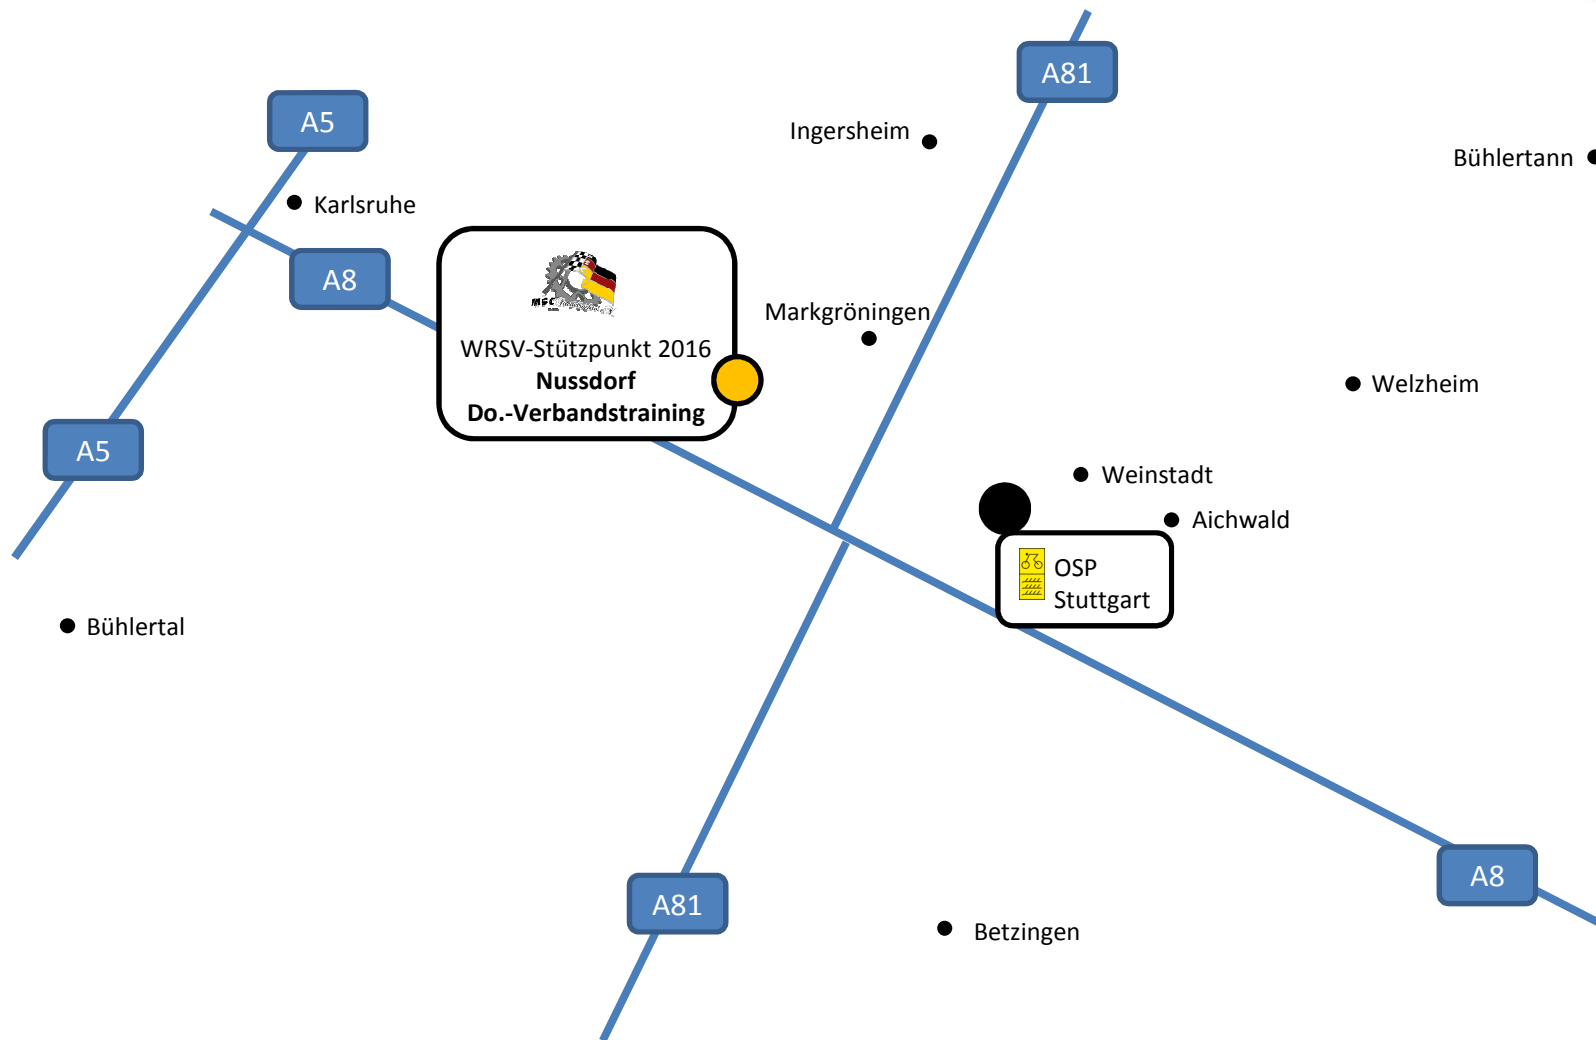 A81
A5
Ingersheim
Bühlertann
Karlsruhe
A8
Markgröningen
WRSV-Stützpunkt 2016
Nussdorf
Do.-Verbandstraining
Welzheim
A5
Weinstadt
Aichwald
OSP
Stuttgart
Bühlertal
A8
A81
Betzingen